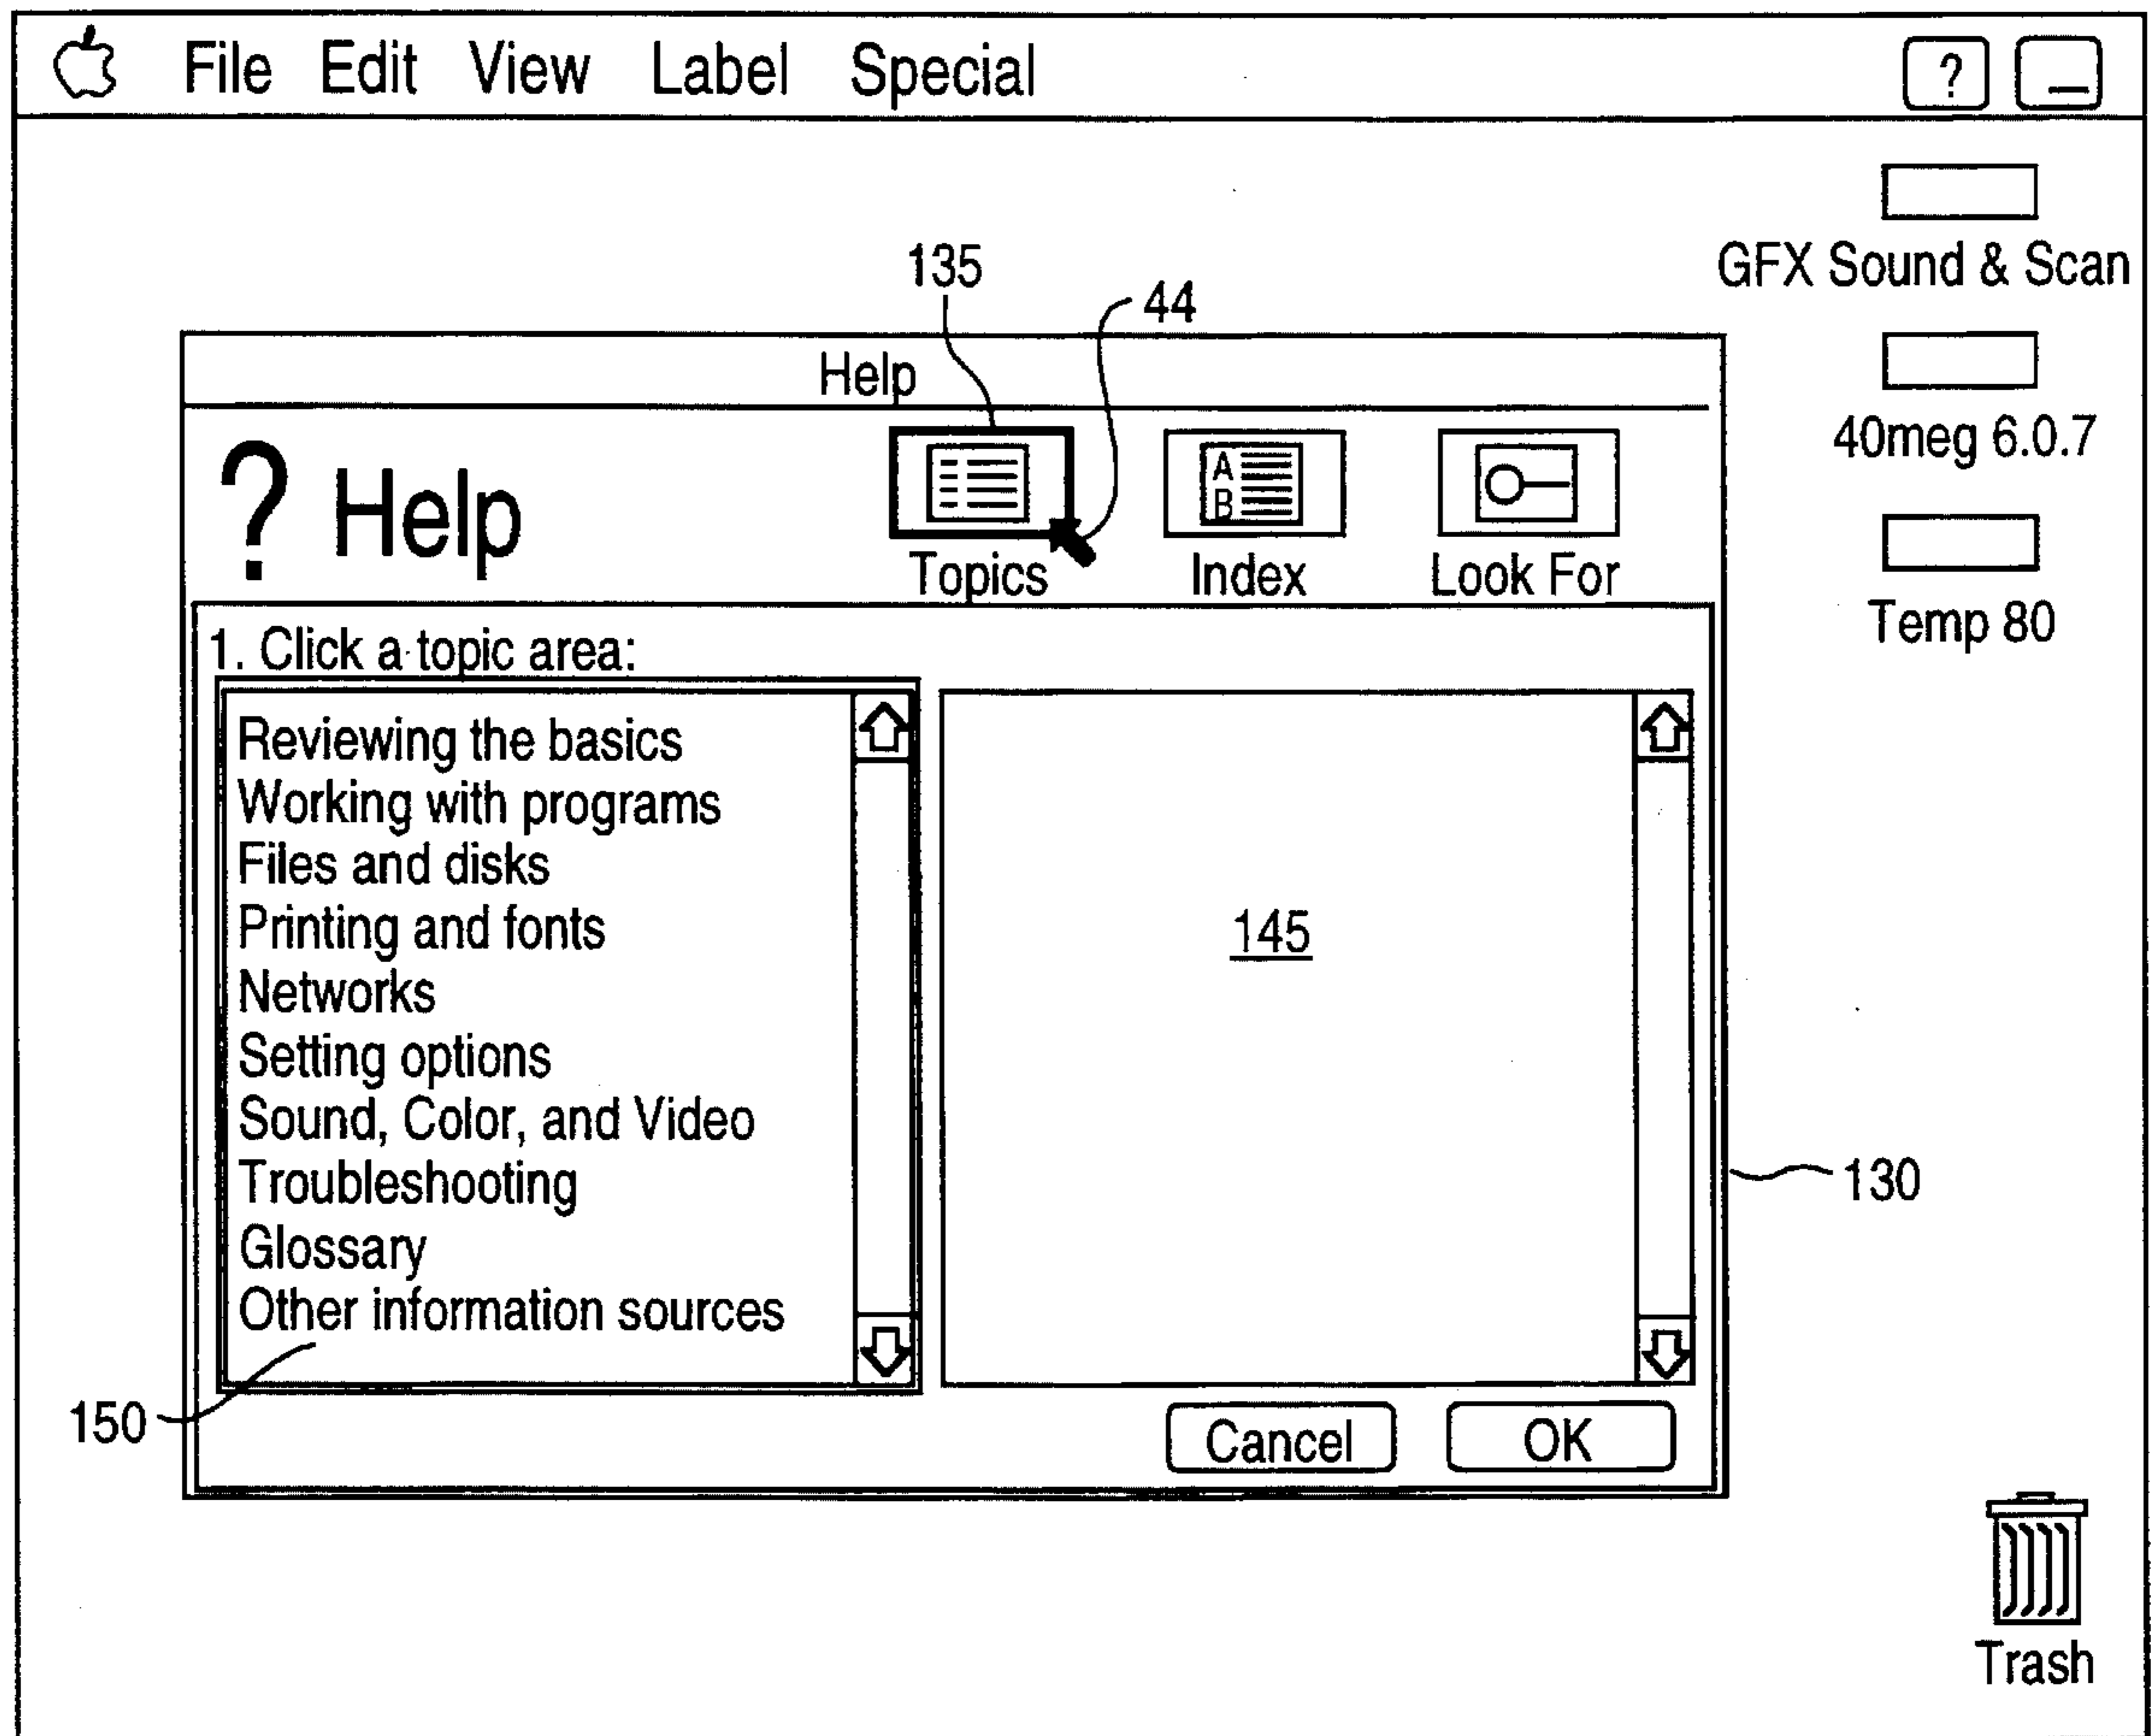 File Edit View Label Special ?
GFX Sound & Scan
135
44
Help
40meg 6.0.7
? Help
A
B
Topics Index Look For
Temp 80
1. Click a topic area:
Reviewing the basics
Working with programs
Files and disks
Printing and fonts
145
Networks
Setting options
Sound, Color, and Video
Troubleshooting
130
Glossary
Other information sources
150
Cancel OK
Trash